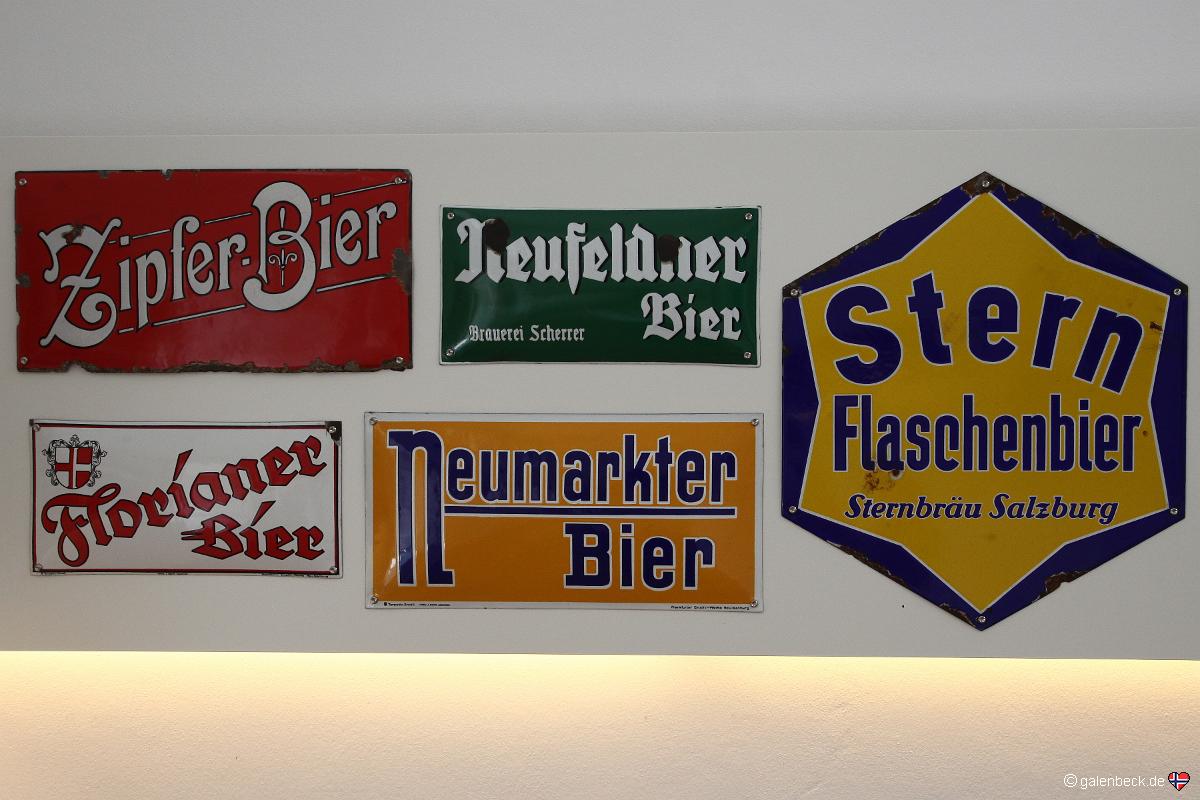 Zipfer-Bier
Neufeldner
Bier
Brauerei Scherrer
Stern
Flaschenbier
Sternbräu Salzburg
Florianer
Bier
Neumarkter
Bier
© galenbeck.de